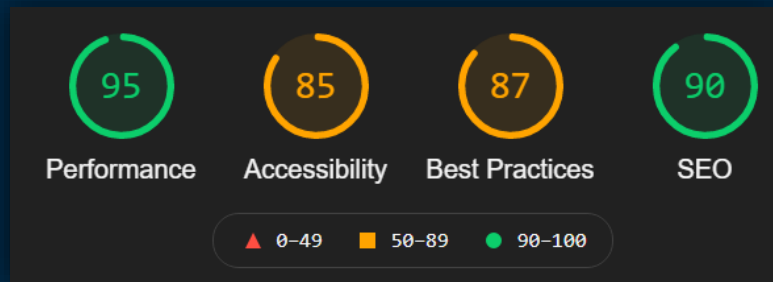 95 85 87 90
Performance Accessibility Best Practices SEO
0–49 50–89 90–100